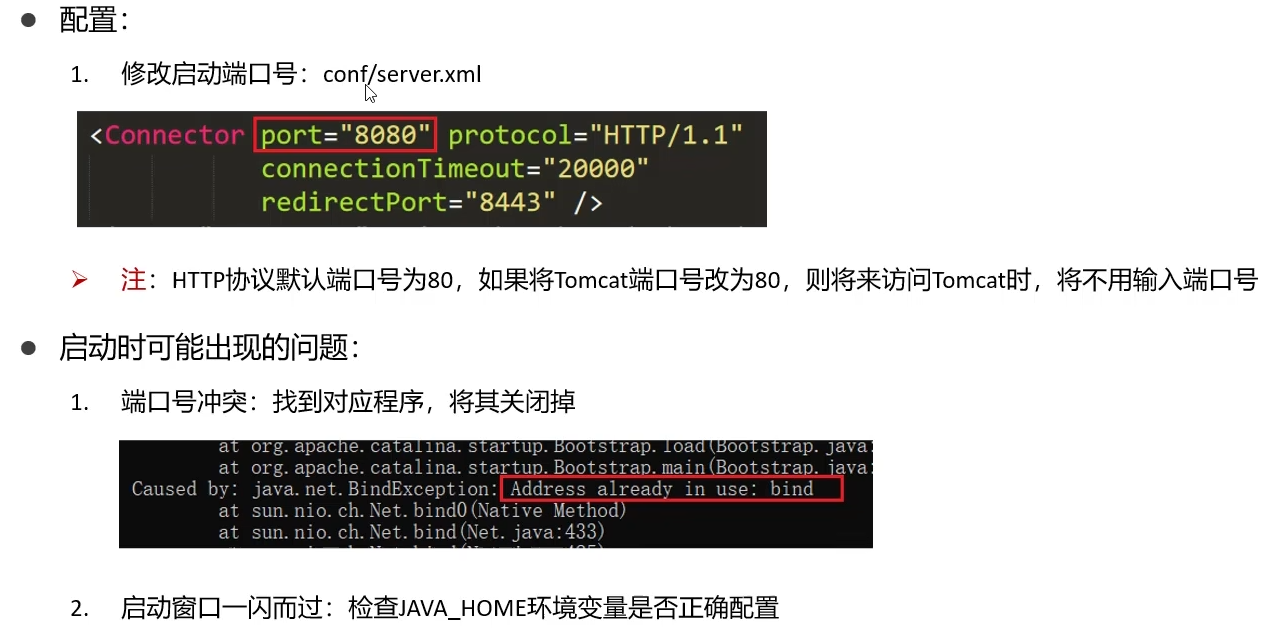 ● 配置：
1. 修改启动端口号：conf/server.xml
<Connector port="8080" protocol="HTTP/1.1"
connectionTimeout="20000"
redirectPort="8443" />
➢ 注：HTTP协议默认端口号为80，如果将Tomcat端口号改为80，则将来访问Tomcat时，将不用输入端口号
● 启动时可能出现的问题：
1. 端口号冲突：找到对应程序，将其关闭掉
at org.apache.catalina.startup.Bootstrap.load(Bootstrap.java:
at org.apache.catalina.startup.Bootstrap.main(Bootstrap.java:
Caused by: java.net.BindException: Address already in use: bind
at sun.nio.ch.Net.bind0(Native Method)
at sun.nio.ch.Net.bind(Net.java:433)
2. 启动窗口一闪而过：检查JAVA_HOME环境变量是否正确配置